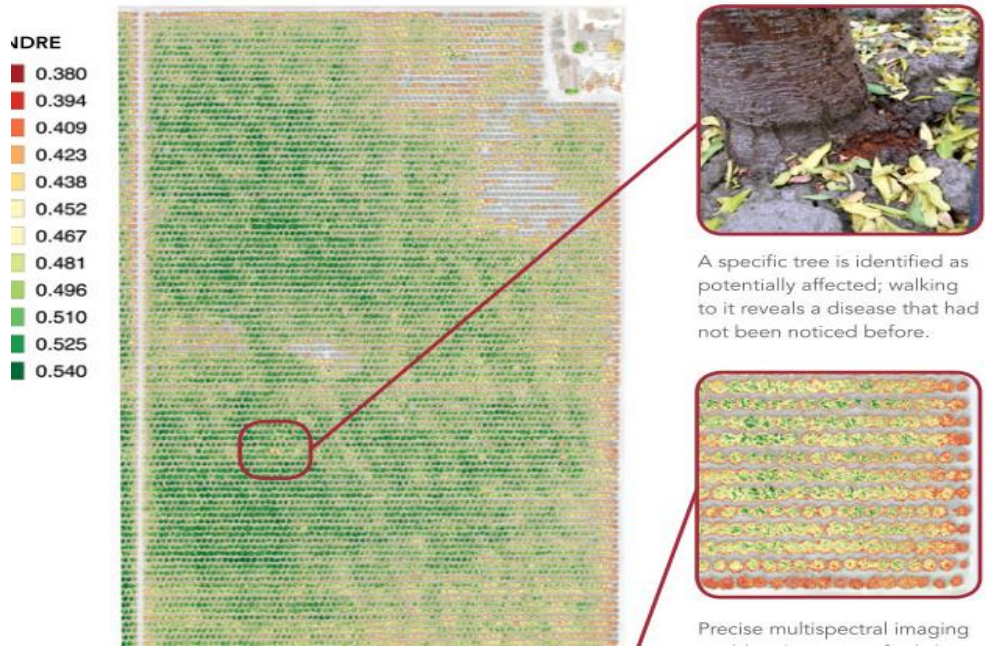 NDRE
0.380
0.394
0.409
0.423
0.438
0.452
0.467
0.481
0.496
0.510
0.525
0.540
A specific tree is identified as
potentially affected; walking
to it reveals a disease that had
not been noticed before.
Precise multispectral imaging